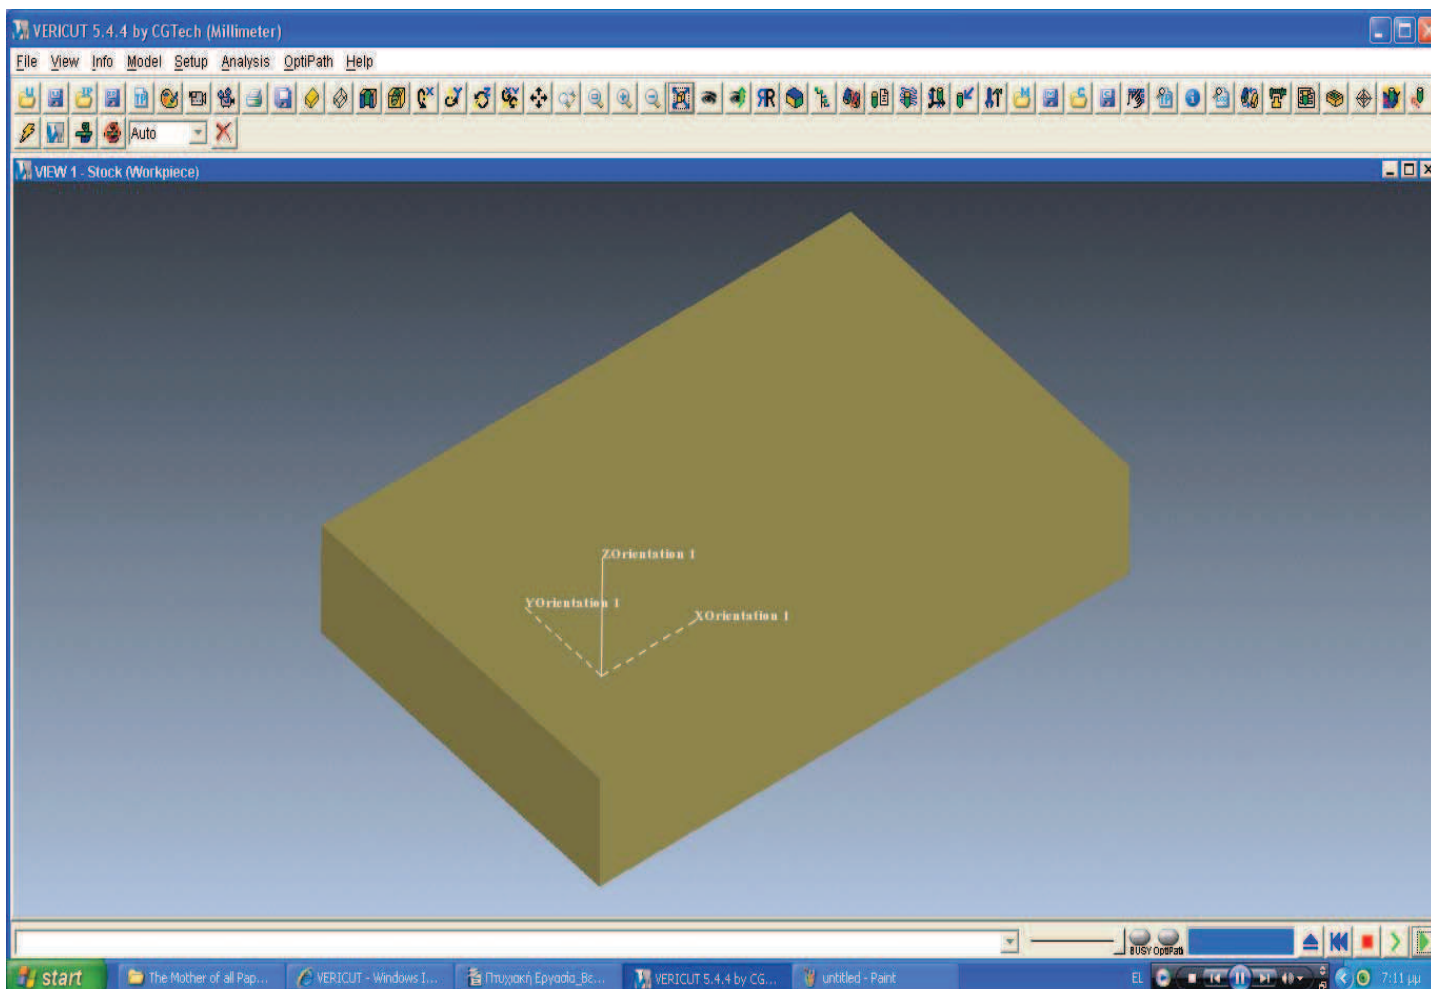 VERICUT 5.4.4 by CGTech (Millimeter)
File View Info Model Setup Analysis OptiPath Help
Auto
VIEW 1 - Stock (Workpiece)
ZOrientation 1
YOrientation 1
XOrientation 1
BUSY OptiPath
start The Mother of all Pap... VERICUT - Windows I... Πτυχιακή Εργασία_Βε... VERICUT 5.4.4 by CG... untitled - Paint EL 7:11 μμ